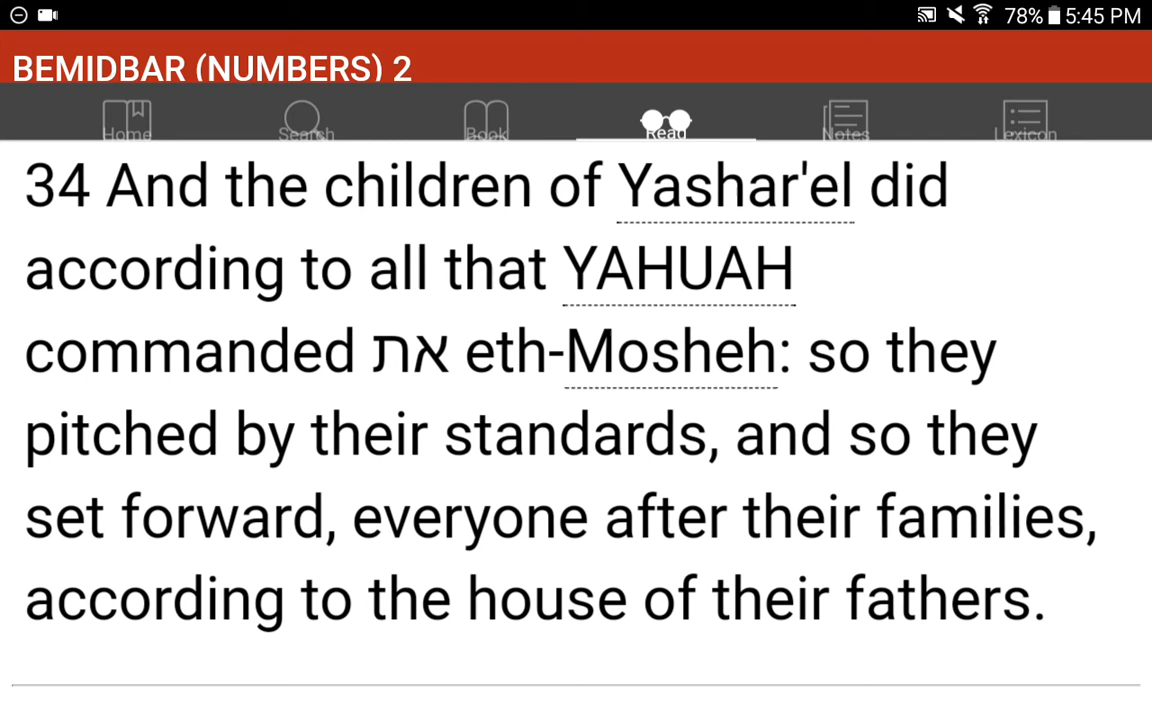 78% 5:45 PM
BEMIDBAR (NUMBERS) 2
Home Search Book Read Notes Lexicon
34 And the children of Yashar'el did
according to all that YAHUAH
commanded את eth-Mosheh: so they
pitched by their standards, and so they
set forward, everyone after their families,
according to the house of their fathers.